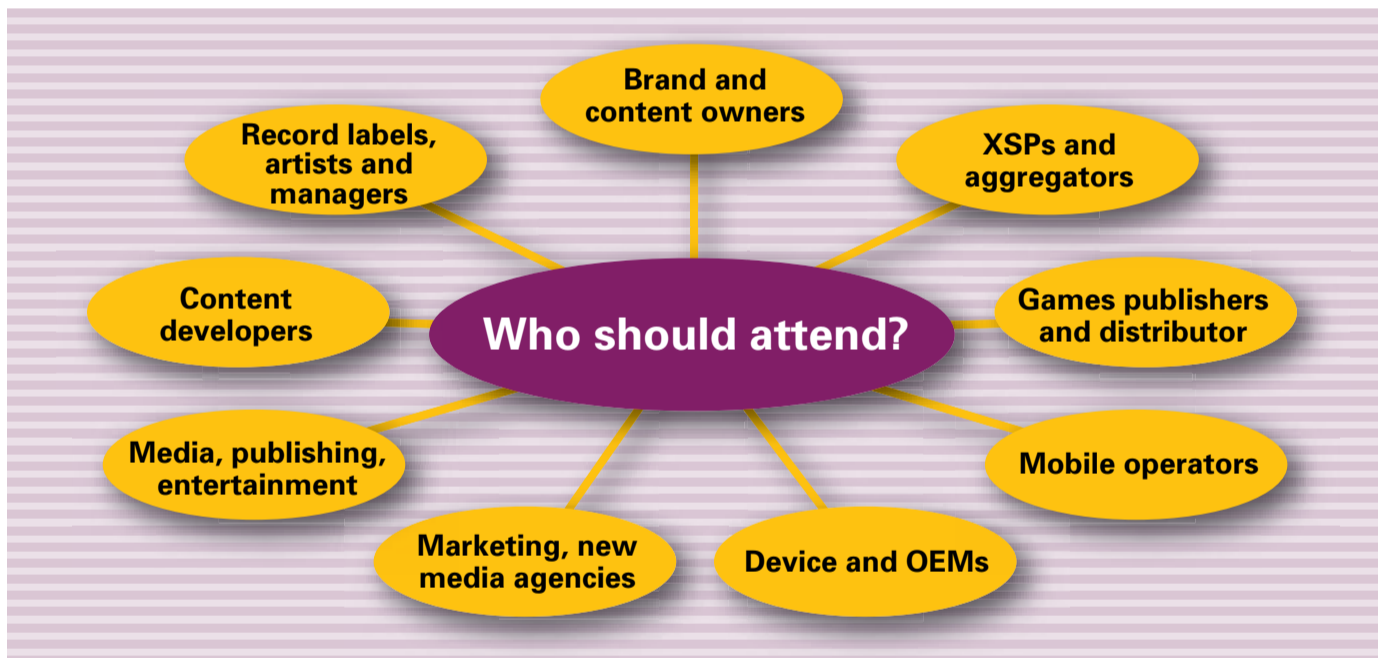 Brand and
content owners
Record labels,
artists and
managers
XSPs and
aggregators
Content
developers
Who should attend?
Games publishers
and distributor
Media, publishing,
entertainment
Mobile operators
Marketing, new
media agencies
Device and OEMs